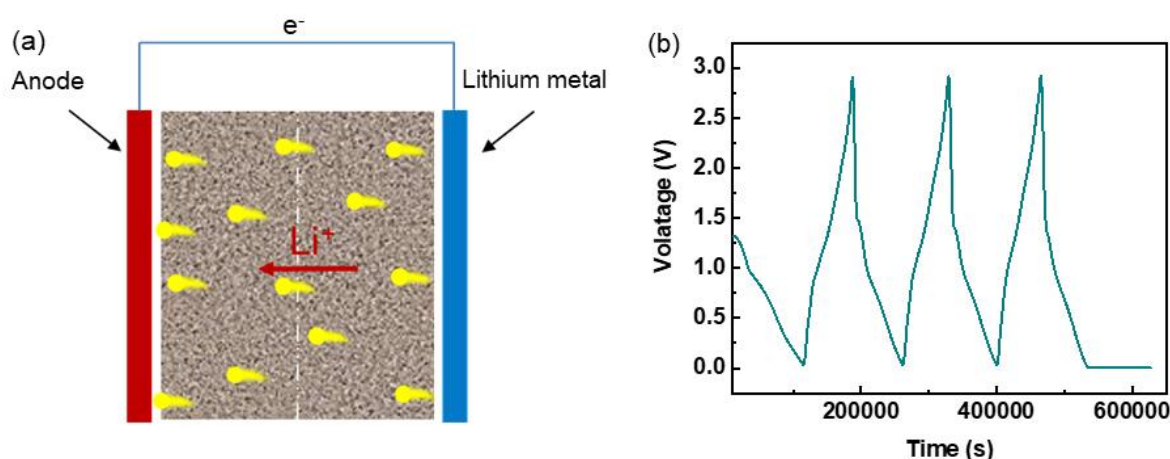 (a)
e-
Anode
Lithium metal
Li+
(b)
Volatage (V)
3.0
2.5
2.0
1.5
1.0
0.5
0.0
200000 400000 600000
Time (s)